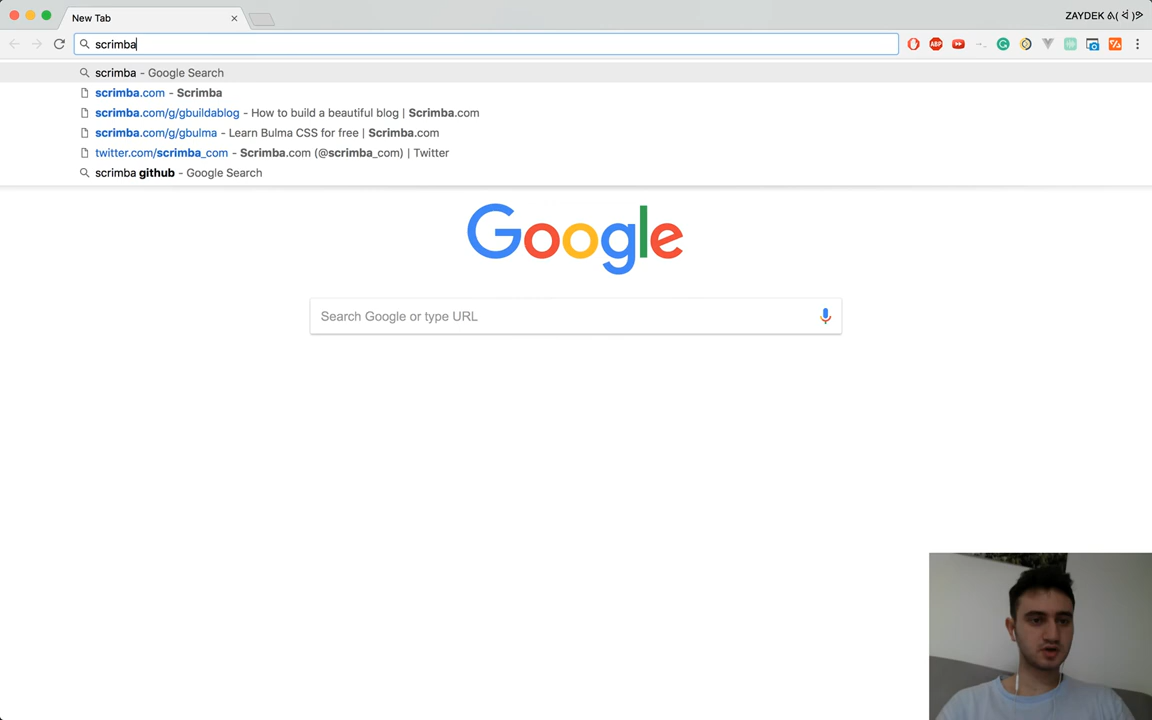 New Tab
ZAYDEK
scrimba
scrimba – Google Search
scrimba.com – Scrimba
scrimba.com/g/gbuildablog – How to build a beautiful blog | Scrimba.com
scrimba.com/g/gbulma – Learn Bulma CSS for free | Scrimba.com
twitter.com/scrimba_com – Scrimba.com (@scrimba_com) | Twitter
scrimba github – Google Search
Google
Search Google or type URL
ABP